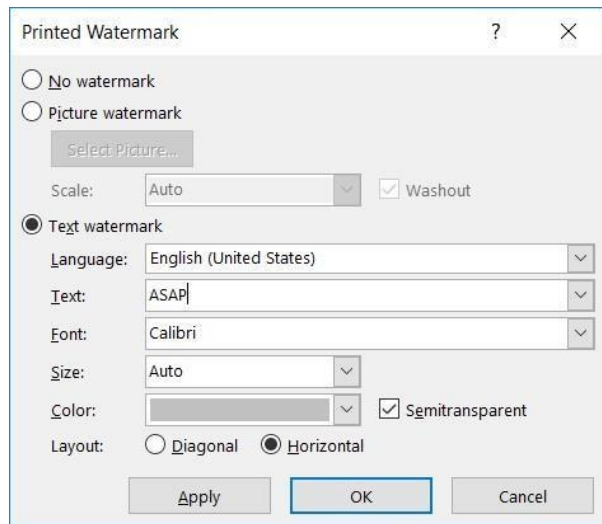 Printed Watermark ?
No watermark
Picture watermark
Select Picture...
Scale: Auto Washout
Text watermark
Language: English (United States)
Text: ASAP
Font: Calibri
Size: Auto
Color: Semitransparent
Layout: Diagonal Horizontal
Apply OK Cancel